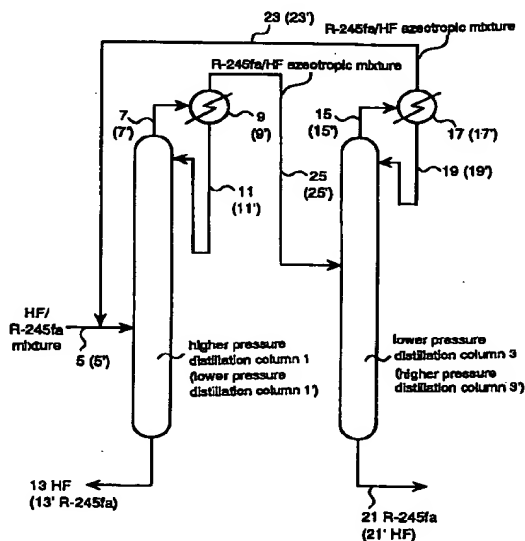 23 (23')
R-245fa/HF azeotropic mixture
R-245fa/HF azeotropic mixture
7
(7')
9
(9')
15
(15')
17 (17')
11
(11')
25
(25')
19 (19')
HF/
R-245fa
mixture
5 (5')
higher pressure
distillation column 1
(lower pressure
distillation column 1')
lower pressure
distillation column 3
(higher pressure
distillation column 3')
13 HF
(13' R-245fa)
21 R-245fa
(21' HF)